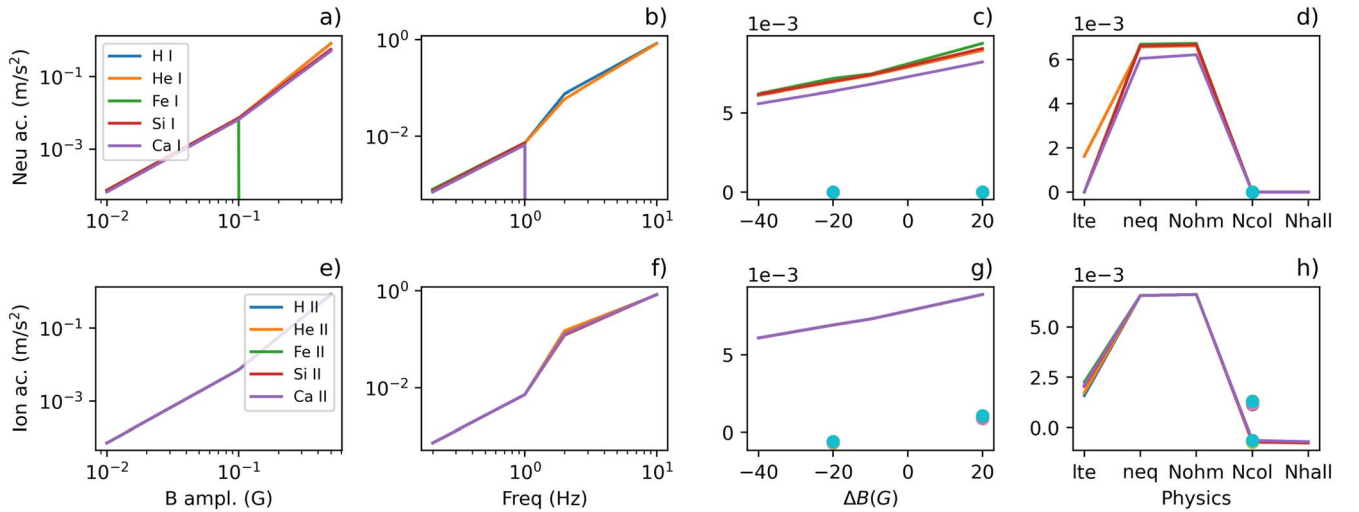 a)
b)
c)
d)
Neu ac. (m/s²)
10⁻¹
10⁻³
H I
He I
Fe I
Si I
Ca I
10⁻² 10⁻¹
10⁰
10⁻²
10⁰ 10¹
1e−3
5
0
−40 −20 0 20
1e−3
6
4
2
0
lte neq Nohm Ncol Nhall
e)
f)
g)
h)
Ion ac. (m/s²)
10⁻¹
10⁻³
H II
He II
Fe II
Si II
Ca II
10⁻² 10⁻¹
B ampl. (G)
10⁰
10⁻²
10⁰ 10¹
Freq (Hz)
1e−3
5
0
−40 −20 0 20
ΔB(G)
1e−3
5.0
2.5
0.0
lte neq Nohm Ncol Nhall
Physics